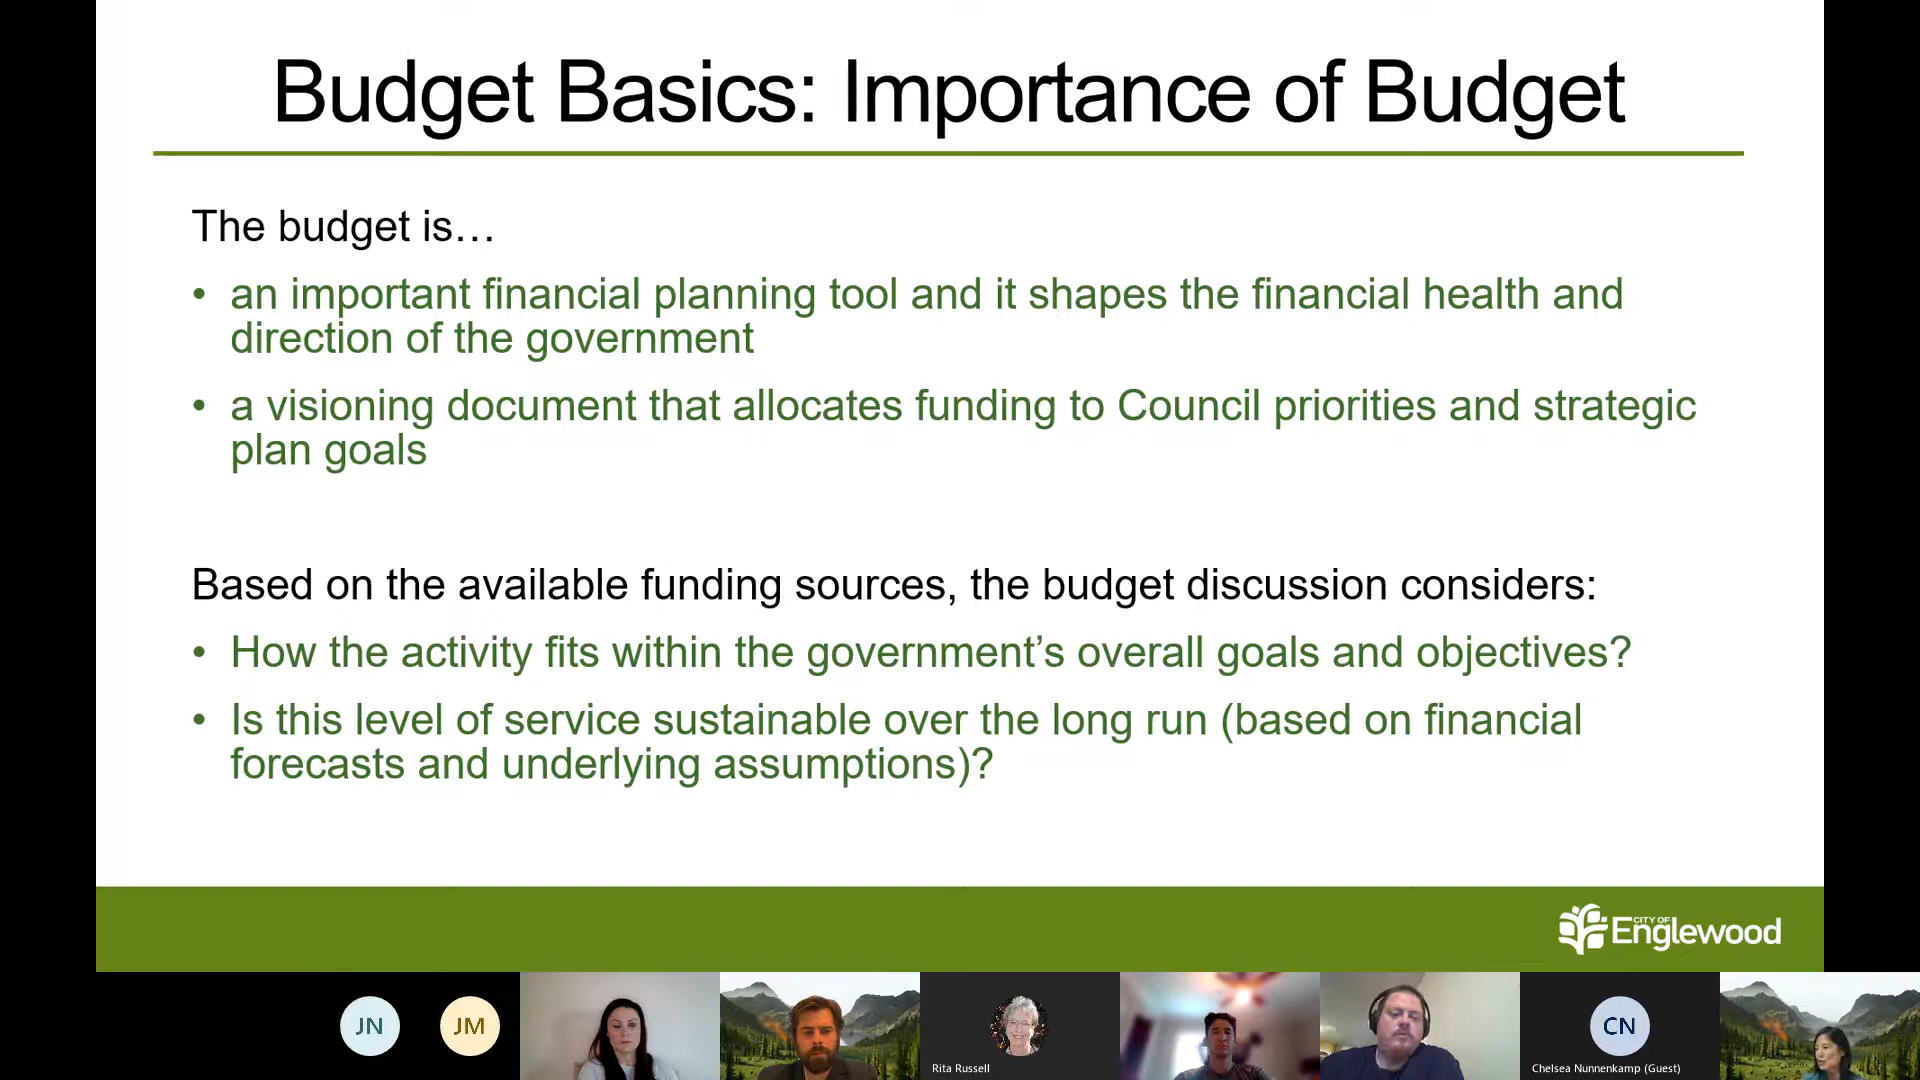 Budget Basics: Importance of Budget
The budget is…
• an important financial planning tool and it shapes the financial health and
direction of the government
• a visioning document that allocates funding to Council priorities and strategic
plan goals
Based on the available funding sources, the budget discussion considers:
• How the activity fits within the government’s overall goals and objectives?
• Is this level of service sustainable over the long run (based on financial
forecasts and underlying assumptions)?
CITY OF
Englewood
JN
JM
Rita Russell
CN
Chelsea Nunnenkamp (Guest)